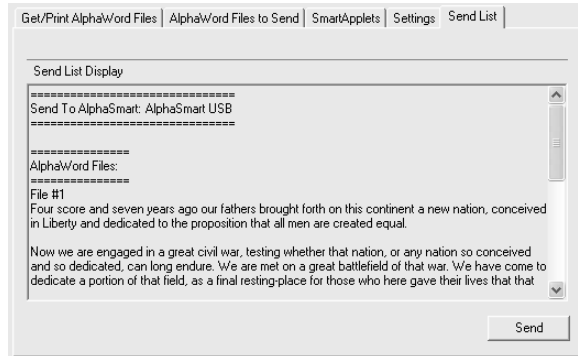 Get/Print AlphaWord Files AlphaWord Files to Send SmartApplets Settings Send List
Send List Display
===============================
Send To AlphaSmart: AlphaSmart USB
===============================
===============
AlphaWord Files:
===============
File #1
Four score and seven years ago our fathers brought forth on this continent a new nation, conceived
in Liberty and dedicated to the proposition that all men are created equal.
Now we are engaged in a great civil war, testing whether that nation, or any nation so conceived
and so dedicated, can long endure. We are met on a great battlefield of that war. We have come to
dedicate a portion of that field, as a final resting-place for those who here gave their lives that that
Send